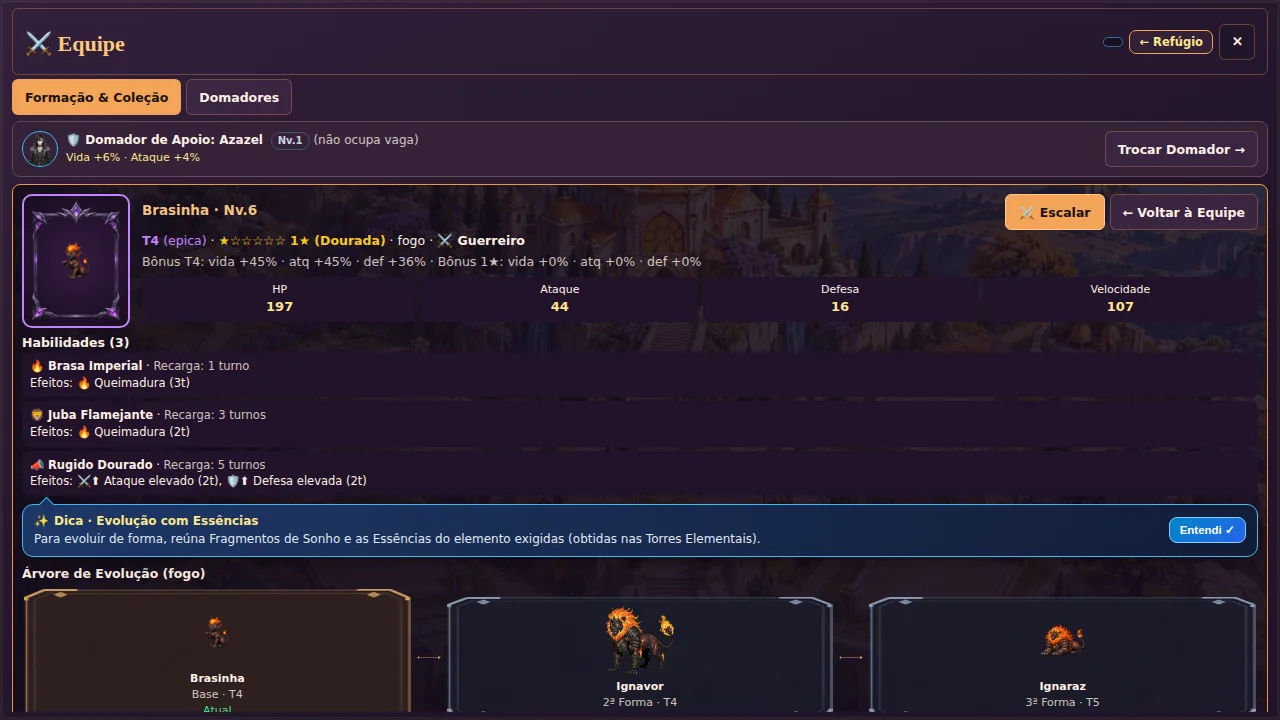 ⚔️ Equipe
← Refúgio
✕
Formação & Coleção
Domadores
🛡️ Domador de Apoio: Azazel Nv.1 (não ocupa vaga)
Vida +6% · Ataque +4%
Trocar Domador →
Brasinha · Nv.6
⚔️ Escalar
← Voltar à Equipe
T4 (epica) · ★☆☆☆☆☆ 1★ (Dourada) · fogo · ⚔️ Guerreiro
Bônus T4: vida +45% · atq +45% · def +36% · Bônus 1★: vida +0% · atq +0% · def +0%
HP
197
Ataque
44
Defesa
16
Velocidade
107
Habilidades (3)
🔥 Brasa Imperial · Recarga: 1 turno
Efeitos: 🔥 Queimadura (3t)
🦁 Juba Flamejante · Recarga: 3 turnos
Efeitos: 🔥 Queimadura (2t)
📣 Rugido Dourado · Recarga: 5 turnos
Efeitos: ⚔️⬆ Ataque elevado (2t), 🛡️⬆ Defesa elevada (2t)
✨ Dica · Evolução com Essências
Para evoluir de forma, reúna Fragmentos de Sonho e as Essências do elemento exigidas (obtidas nas Torres Elementais).
Entendi ✓
Árvore de Evolução (fogo)
Brasinha
Base · T4
Atual
Ignavor
2ª Forma · T4
Ignaraz
3ª Forma · T5